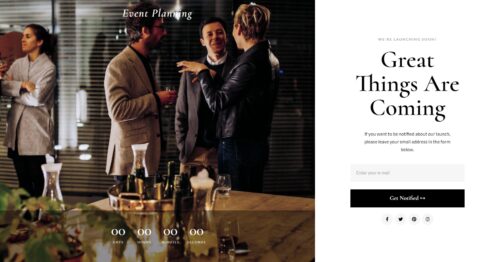 Event Planning
00 00 00 00
DAYS HOURS MINUTES SECONDS
WE'RE LAUNCHING SOON!
Great
Things Are
Coming
If you want to be notified about our launch,
please leave your email address in the form
below.
Enter your e-mail
Get Notified